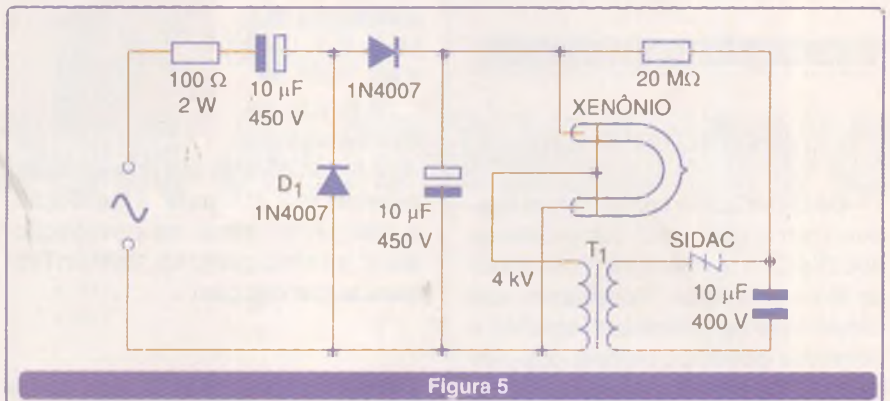 100 Ω
2 W
10 µF
450 V
1N4007
20 MΩ
XENÔNIO
D1
1N4007
10 µF
450 V
4 kV
T1
SIDAC
10 µF
400 V
Figura 5